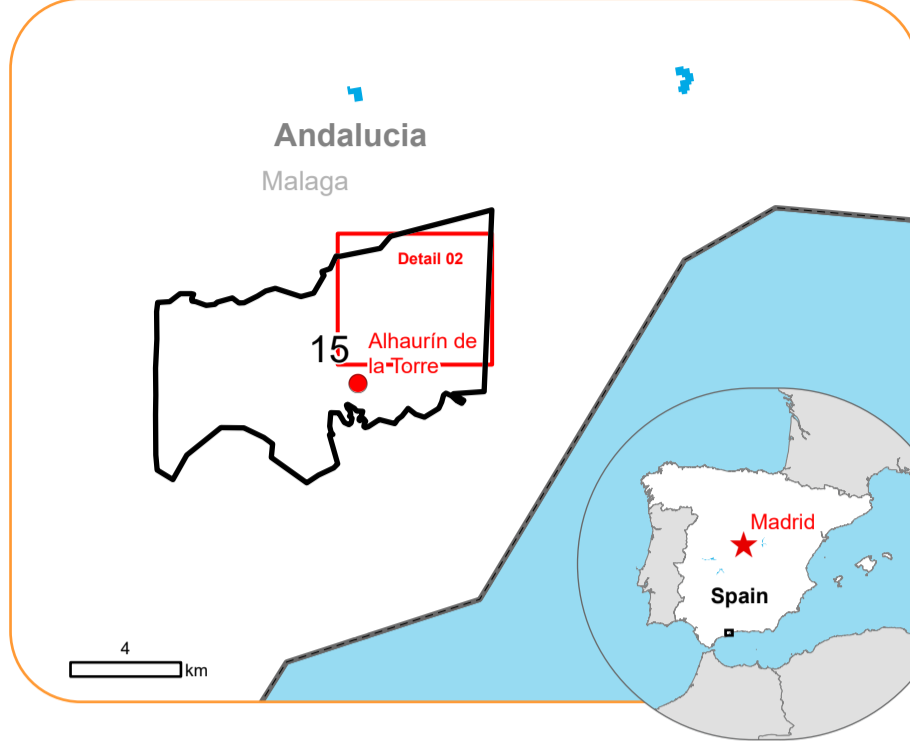 Andalucia
Malaga
Detail 02
15
Alhaurín de
la Torre
Madrid
Spain
4
km